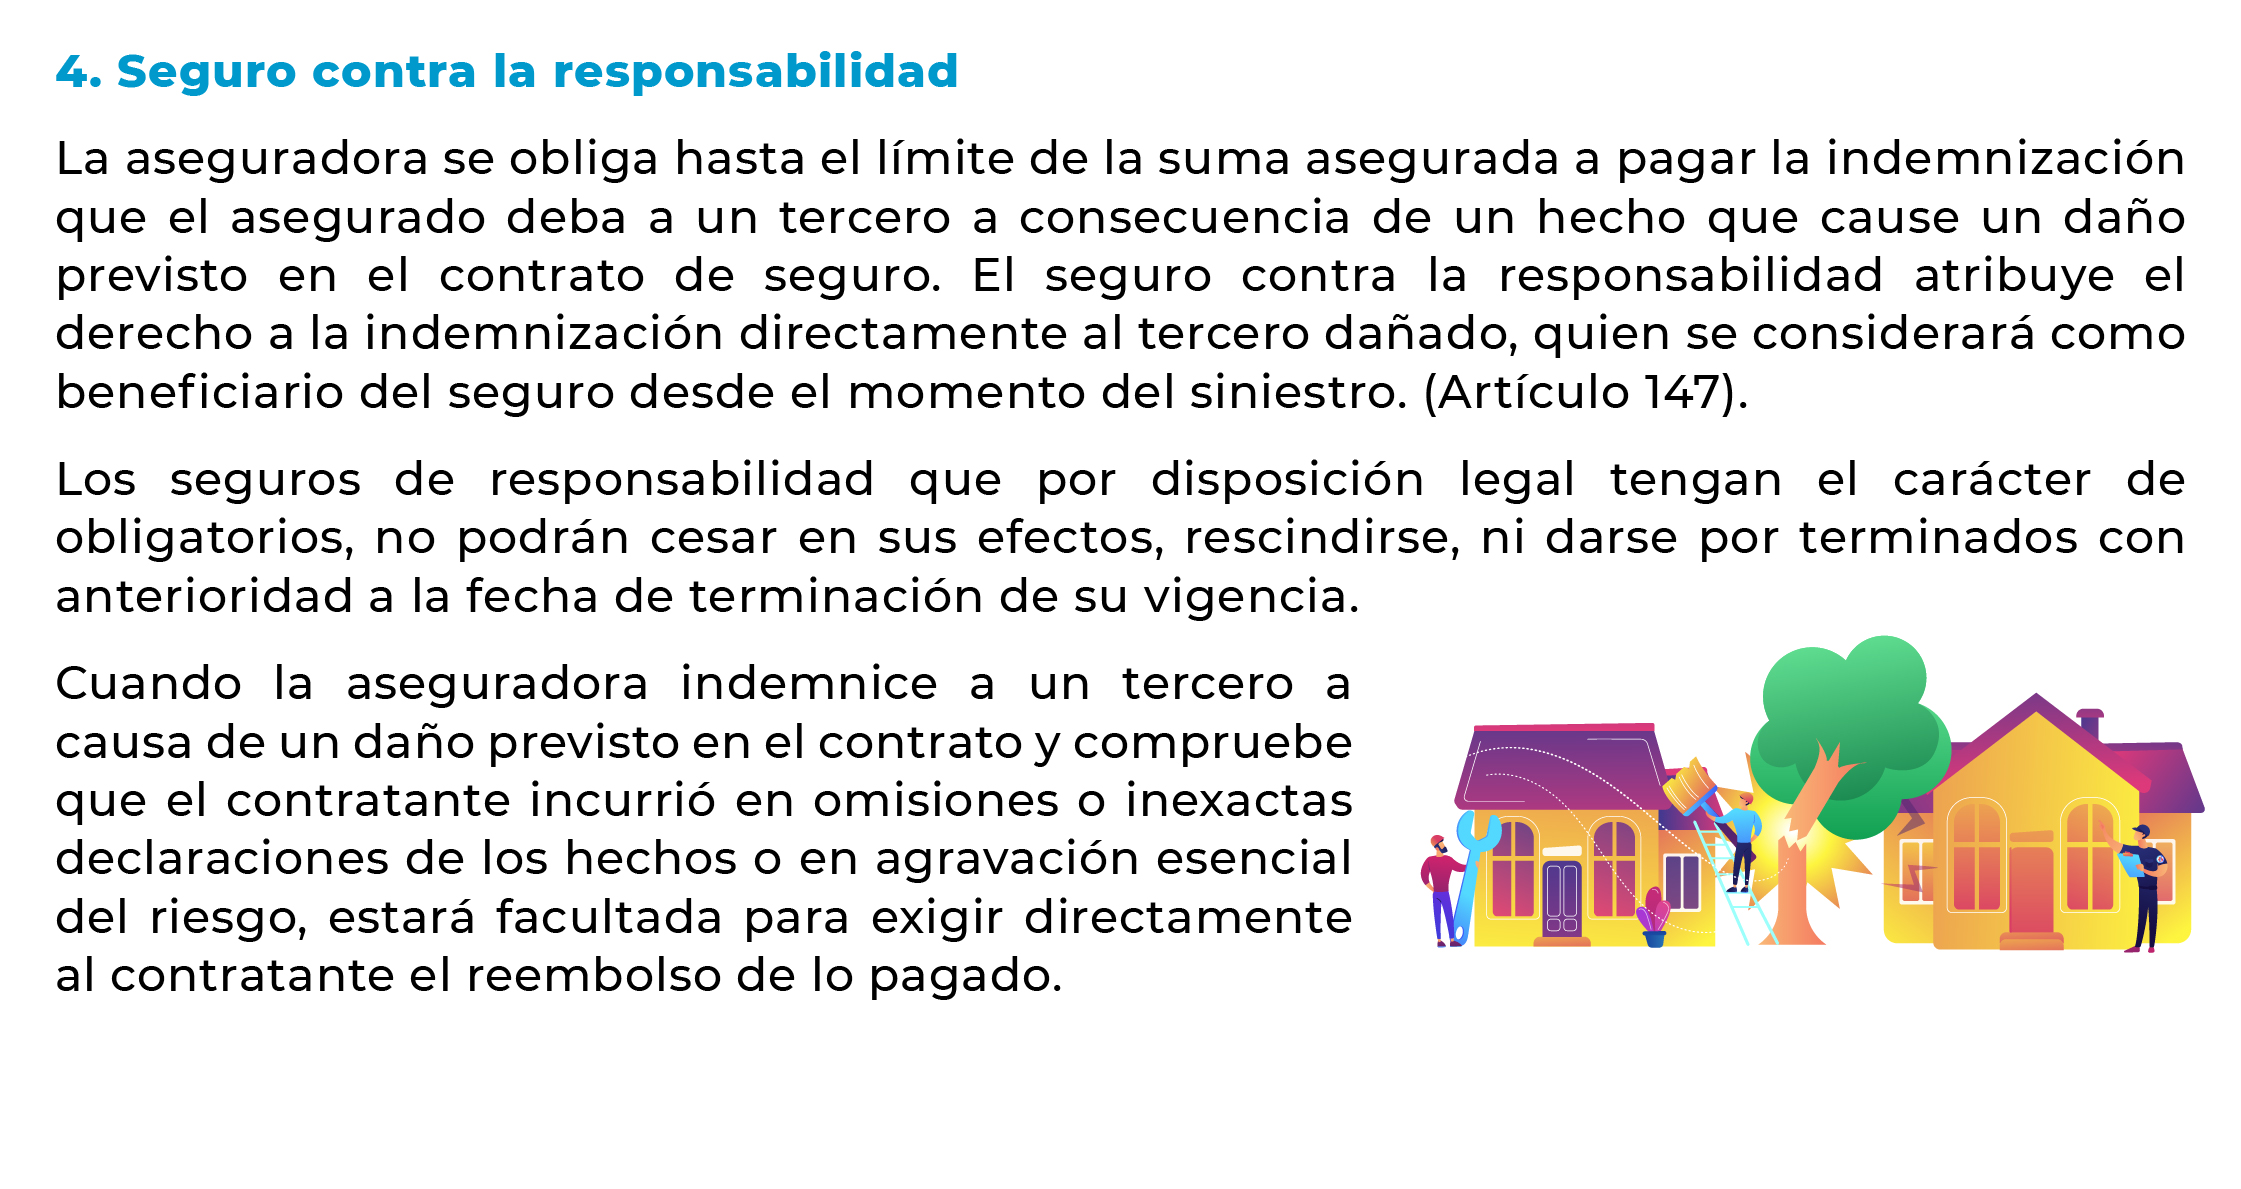 4. Seguro contra la responsabilidad
La aseguradora se obliga hasta el límite de la suma asegurada a pagar la indemnización
que el asegurado deba a un tercero a consecuencia de un hecho que cause un daño
previsto en el contrato de seguro. El seguro contra la responsabilidad atribuye el
derecho a la indemnización directamente al tercero dañado, quien se considerará como
beneficiario del seguro desde el momento del siniestro. (Artículo 147).
Los seguros de responsabilidad que por disposición legal tengan el carácter de
obligatorios, no podrán cesar en sus efectos, rescindirse, ni darse por terminados con
anterioridad a la fecha de terminación de su vigencia.
Cuando la aseguradora indemnice a un tercero a
causa de un daño previsto en el contrato y compruebe
que el contratante incurrió en omisiones o inexactas
declaraciones de los hechos o en agravación esencial
del riesgo, estará facultada para exigir directamente
al contratante el reembolso de lo pagado.